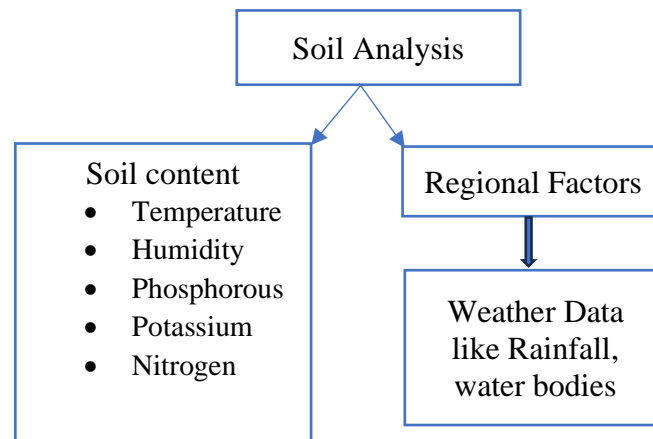 Soil Analysis
Soil content
• Temperature
• Humidity
• Phosphorous
• Potassium
• Nitrogen
Regional Factors
Weather Data
like Rainfall,
water bodies